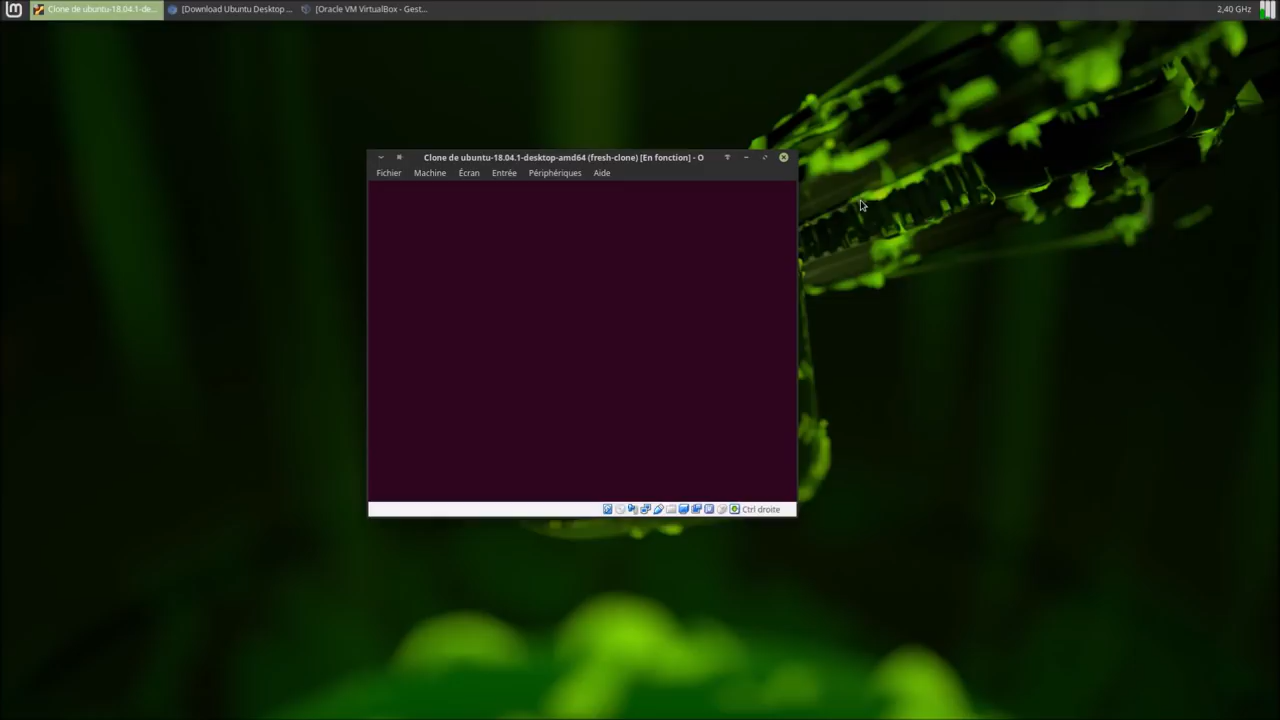 Clone de ubuntu-18.04.1-de...
[Download Ubuntu Desktop ...
[Oracle VM VirtualBox - Gest...
2,40 GHz
Clone de ubuntu-18.04.1-desktop-amd64 (fresh-clone) [En fonction] - O
Fichier Machine Écran Entrée Périphériques Aide
Ctrl droite